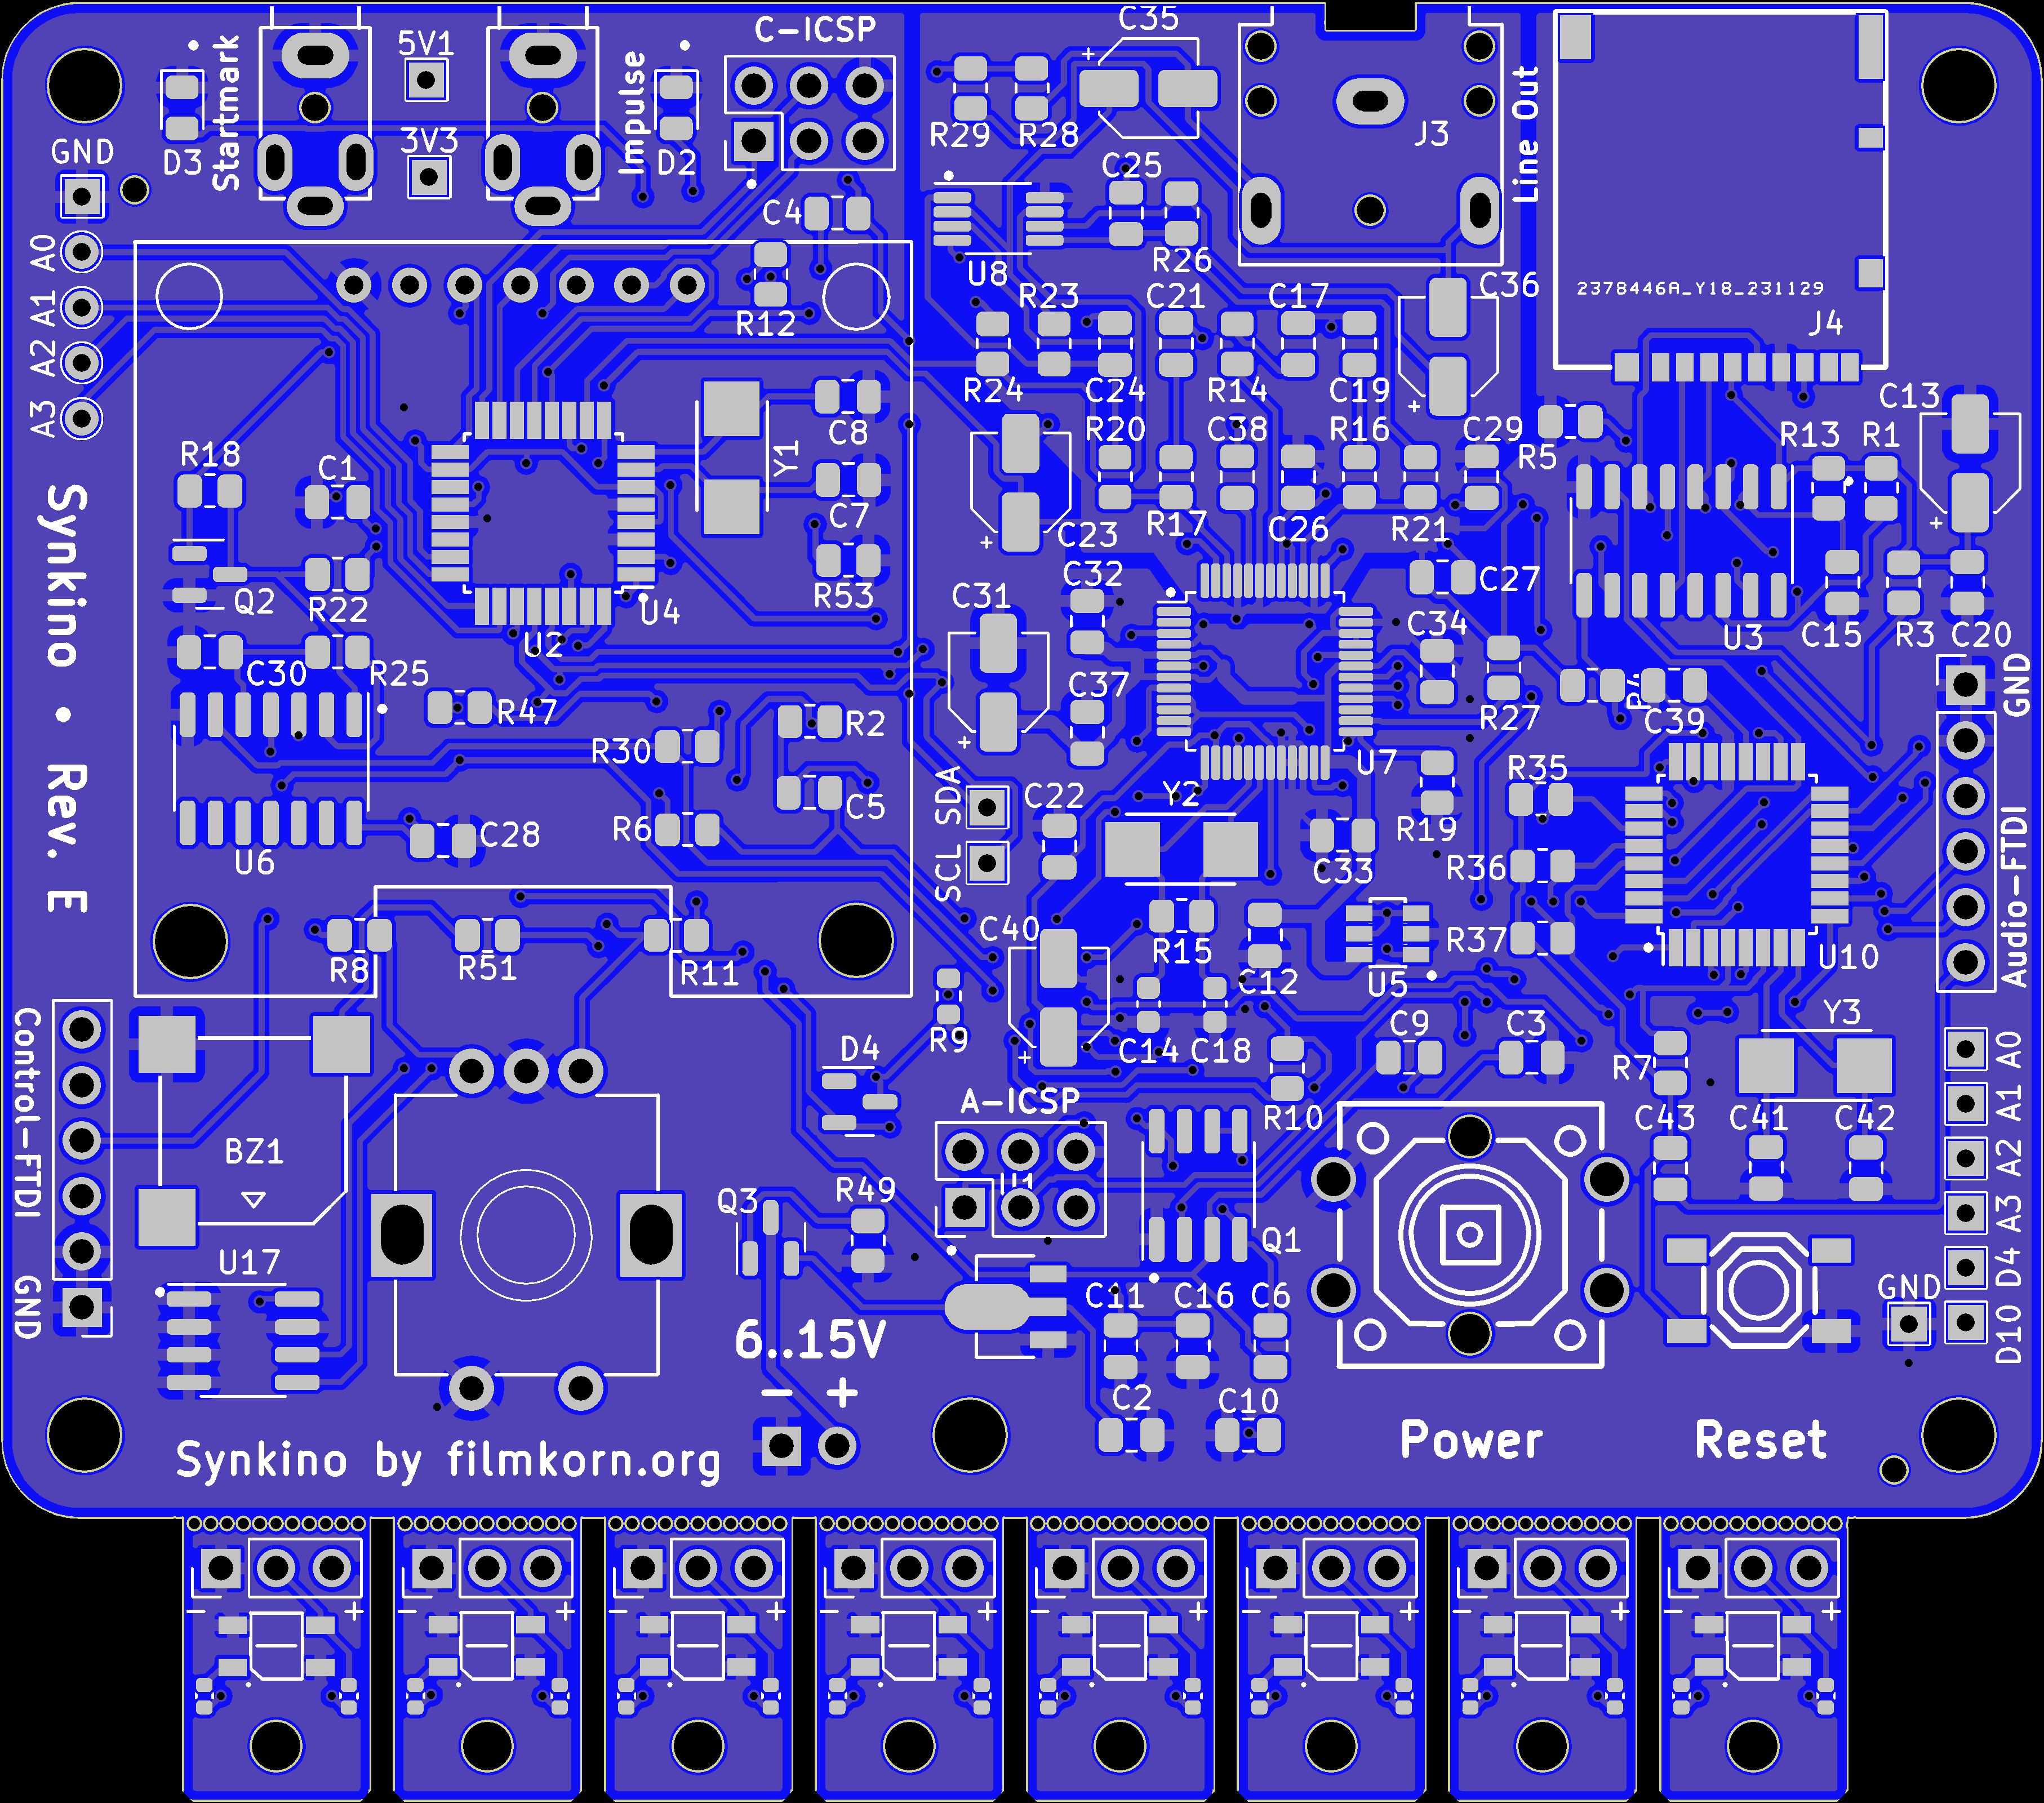 C-ICSP
C35
5V1
3V3
Startmark
Impulse
D3
D2
GND
R29
R28
J3
Line Out
C25
C4
A0
A1
A2
A3
U8
R26
R12
R23
C21
C17
C36
2378446A_Y18_231129
J4
R24
C24
R14
C19
C8
Y1
C13
R20
C38
R16
C29
R5
R13
R1
R18
C1
C7
C23
R17
C26
R21
R53
Q2
R22
U4
U2
C31
C32
C27
C34
U3
C15
R3
C20
GND
C30
R25
R47
C37
R27
R4
C39
R2
R30
U7
R35
Synkino • Rev. E
SDA
SCL
C22
Y2
C5
R6
C28
U6
R19
C33
R36
R37
U10
Audio-FTDI
R8
R51
R11
C40
R15
C12
U5
R9
C14
C18
C9
C3
Y3
R7
Control-FTDI
D4
A-ICSP
R10
C43
C41
C42
A0
A1
A2
A3
D4
D10
BZ1
Q3
R49
U1
Q1
U17
GND
GND
C11
C16
C6
6..15V
- +
C2
C10
Synkino by filmkorn.org
Power
Reset
- +
- +
- +
- +
- +
- +
- +
- +